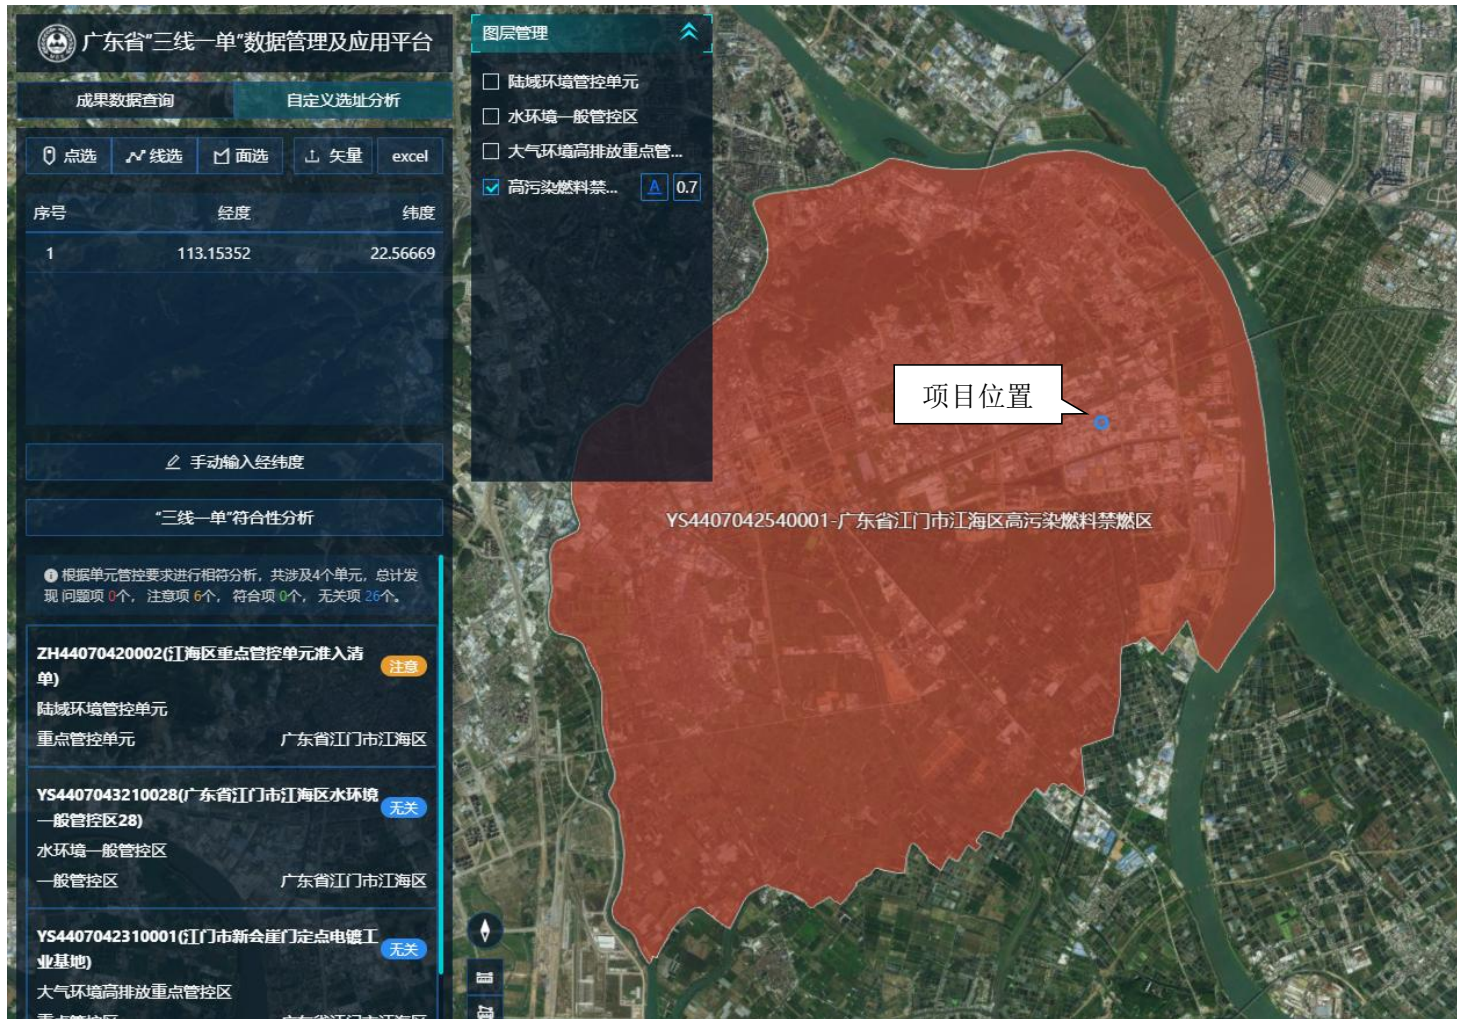 广东省“三线一单”数据管理及应用平台
成果数据查询
自定义选址分析
点选
线选
面选
矢量
excel
序号 经度 纬度
1 113.15352 22.56669
手动输入经纬度
“三线一单”符合性分析
根据单元管控要求进行相符分析，共涉及4个单元，总计发
现 问题项 0个， 注意项 6个， 符合项 0个， 无关项 26个。
ZH44070420002(江海区重点管控单元准入清
单)
注意
陆域环境管控单元
重点管控单元 广东省江门市江海区
YS4407043210028(广东省江门市江海区水环境
一般管控区28)
无关
水环境一般管控区
一般管控区 广东省江门市江海区
YS4407042310001(江门市新会崖门定点电镀工
业基地)
无关
大气环境高排放重点管控区
重点管控区 广东省江门市江海区
图层管理
陆域环境管控单元
水环境一般管控区
大气环境高排放重点管...
高污染燃料禁... A 0.7
项目位置
YS4407042540001-广东省江门市江海区高污染燃料禁燃区